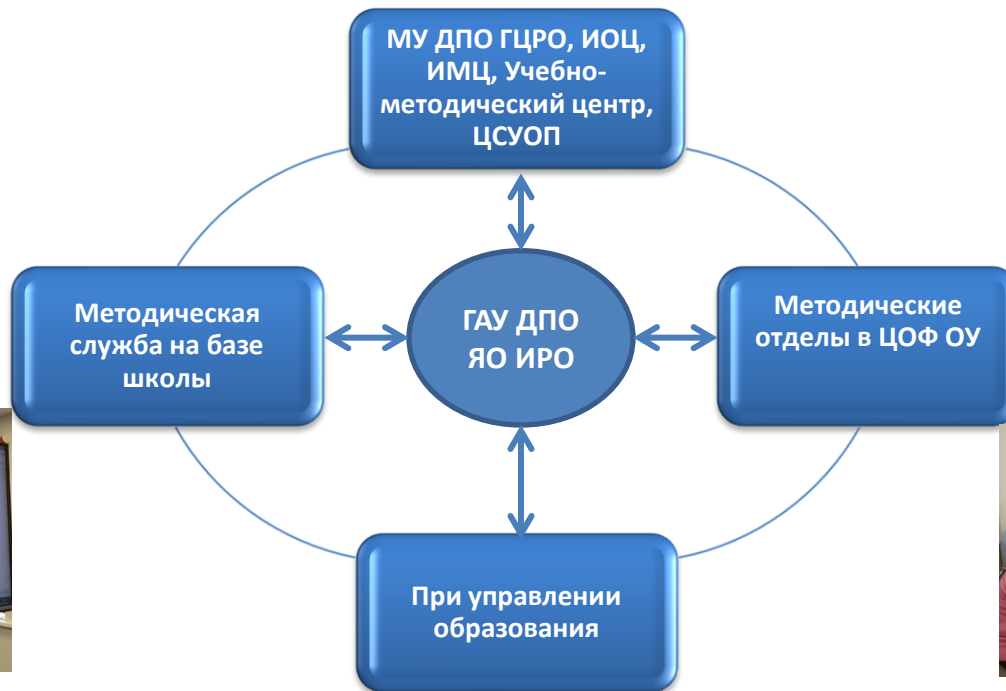 МУ ДПО ГЦРО, ИОЦ,
ИМЦ, Учебно-
методический центр,
ЦСУОП
Методическая
служба на базе
школы
ГАУ ДПО
ЯО ИРО
Методические
отделы в ЦОФ ОУ
При управлении
образования